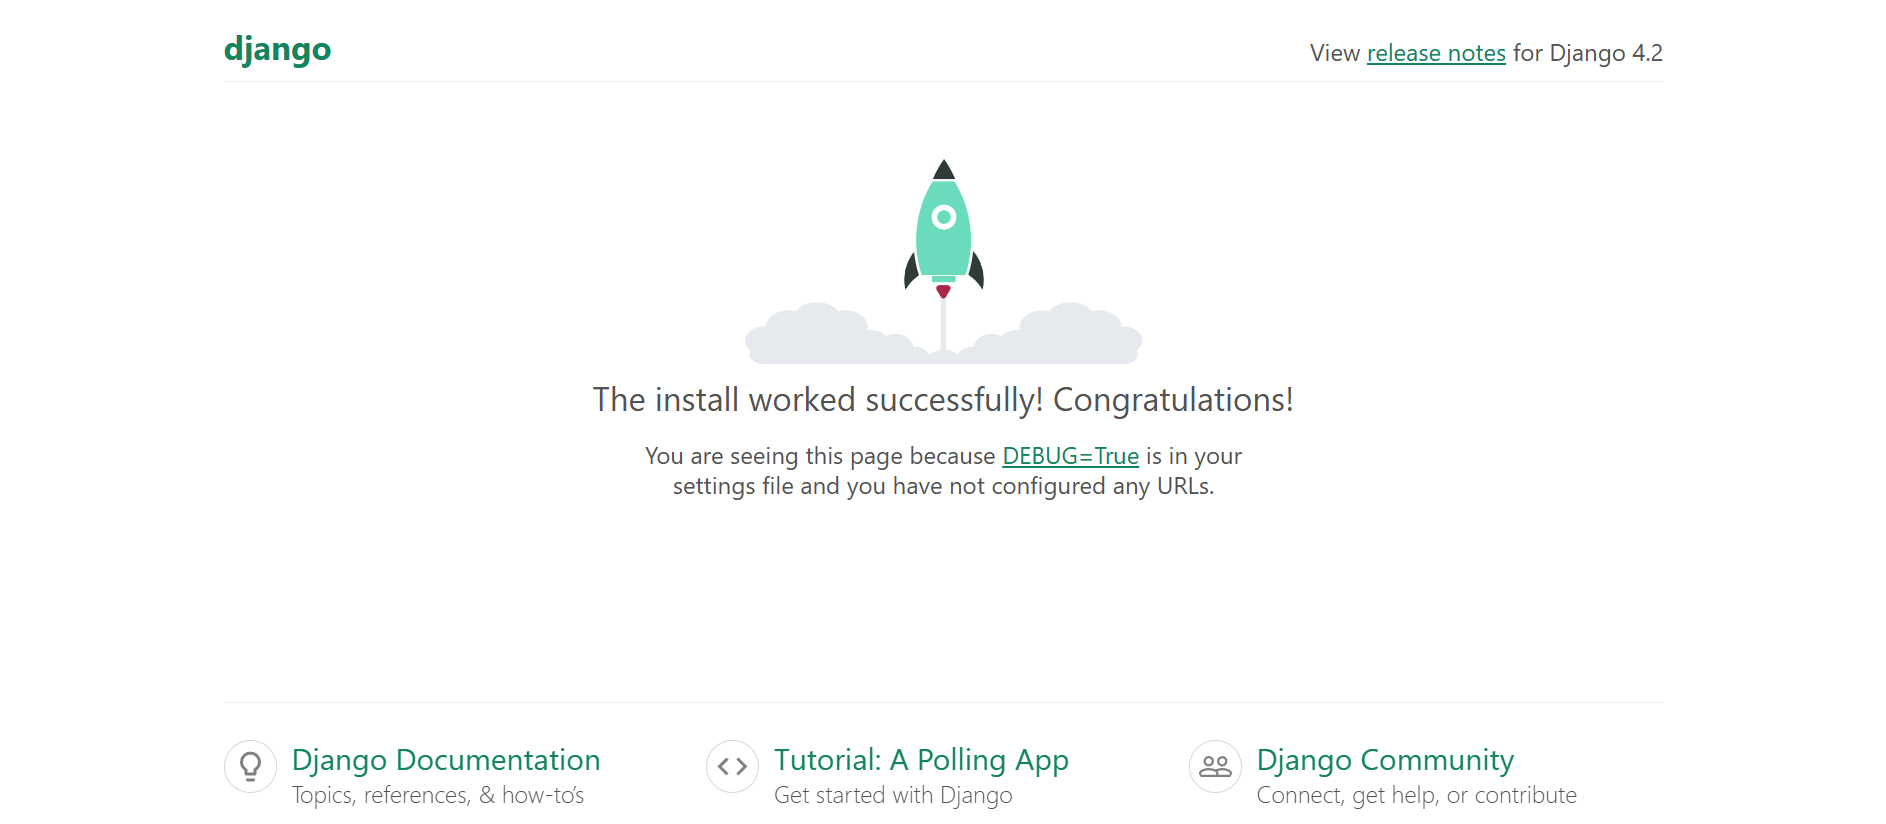 django
View release notes for Django 4.2
The install worked successfully! Congratulations!
You are seeing this page because DEBUG=True is in your
settings file and you have not configured any URLs.
Django Documentation
Topics, references, & how-to’s
Tutorial: A Polling App
Get started with Django
Django Community
Connect, get help, or contribute